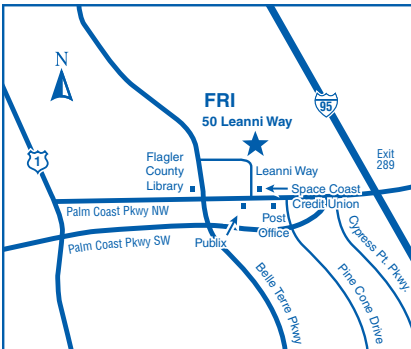 N
FRI
50 Leanni Way
95
1
Exit
289
Flagler
County
Library
Leanni Way
Space Coast
Credit Union
Palm Coast Pkwy NW
Post
Office
Palm Coast Pkwy SW
Publix
Cypress Pt. Pkwy.
Belle Terre Pkwy
Pine Cone Drive